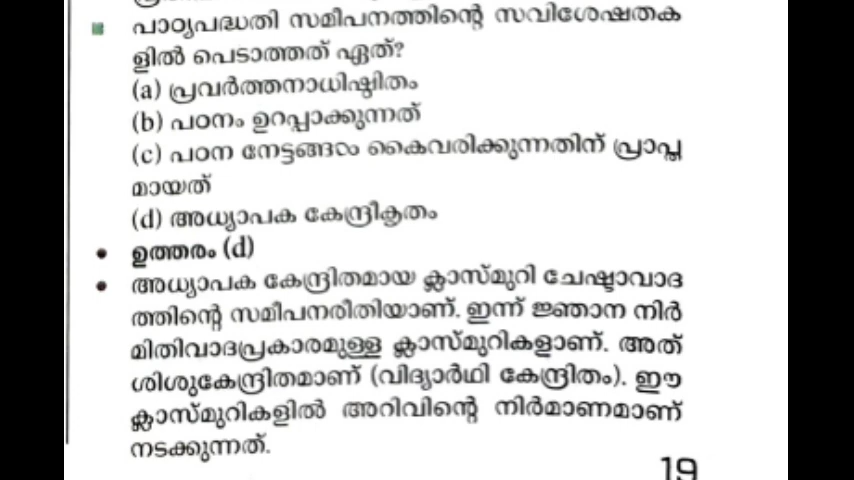 പാഠ്യപദ്ധതി സമീപനത്തിന്റെ സവിശേഷതക
ളിൽ പെടാത്തത് ഏത്?
(a) പ്രവർത്തനാധിഷ്ഠിതം
(b) പഠനം ഉറപ്പാക്കുന്നത്
(c) പഠന നേട്ടങ്ങൾ കൈവരിക്കുന്നതിന് പ്രാപ്ത
മായത്
(d) അധ്യാപക കേന്ദ്രീകൃതം
• ഉത്തരം (d)
• അധ്യാപക കേന്ദ്രിതമായ ക്ലാസ്മുറി ചേഷ്ടാവാദ
ത്തിന്റെ സമീപനരീതിയാണ്. ഇന്ന് ജ്ഞാന നിർ
മിതിവാദപ്രകാരമുള്ള ക്ലാസ്മുറികളാണ്. അത്
ശിശുകേന്ദ്രിതമാണ് (വിദ്യാർഥി കേന്ദ്രിതം). ഈ
ക്ലാസ്മുറികളിൽ അറിവിന്റെ നിർമാണമാണ്
നടക്കുന്നത്.
19